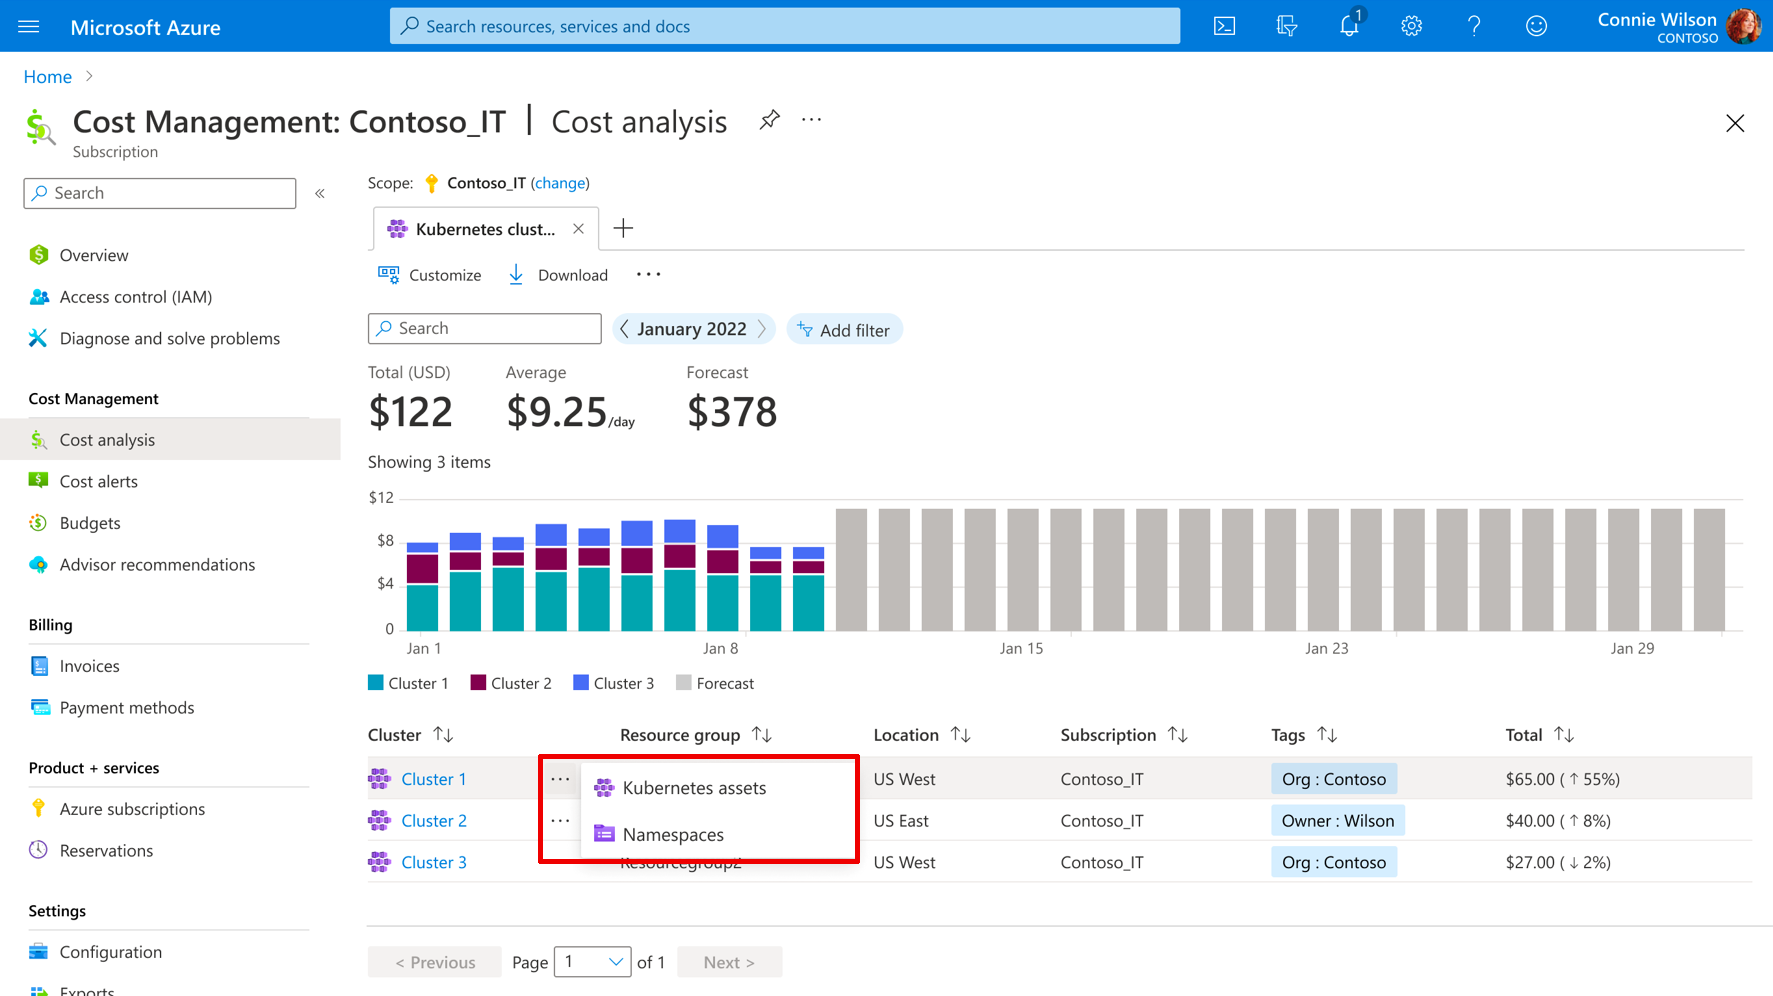 Microsoft Azure
Search resources, services and docs
1
Connie Wilson
CONTOSO
Home
Cost Management: Contoso_IT | Cost analysis
Subscription
Search
Overview
Access control (IAM)
Diagnose and solve problems
Cost Management
Cost analysis
Cost alerts
Budgets
Advisor recommendations
Billing
Invoices
Payment methods
Product + services
Azure subscriptions
Reservations
Settings
Configuration
Exports
Scope: Contoso_IT (change)
Kubernetes clust...
Customize
Download
Search
January 2022
Add filter
Total (USD) Average Forecast
$122 $9.25/day $378
Showing 3 items
$12
$8
$4
0
Jan 1 Jan 8 Jan 15 Jan 23 Jan 29
Cluster 1 Cluster 2 Cluster 3 Forecast
Cluster Resource group Location Subscription Tags Total
Cluster 1 US West Contoso_IT Org : Contoso $65.00 (↑ 55%)
Kubernetes assets
Cluster 2 US East Contoso_IT Owner : Wilson $40.00 (↑ 8%)
Namespaces
Cluster 3 Resourcegroup2 US West Contoso_IT Org : Contoso $27.00 (↓ 2%)
< Previous Page 1 of 1 Next >